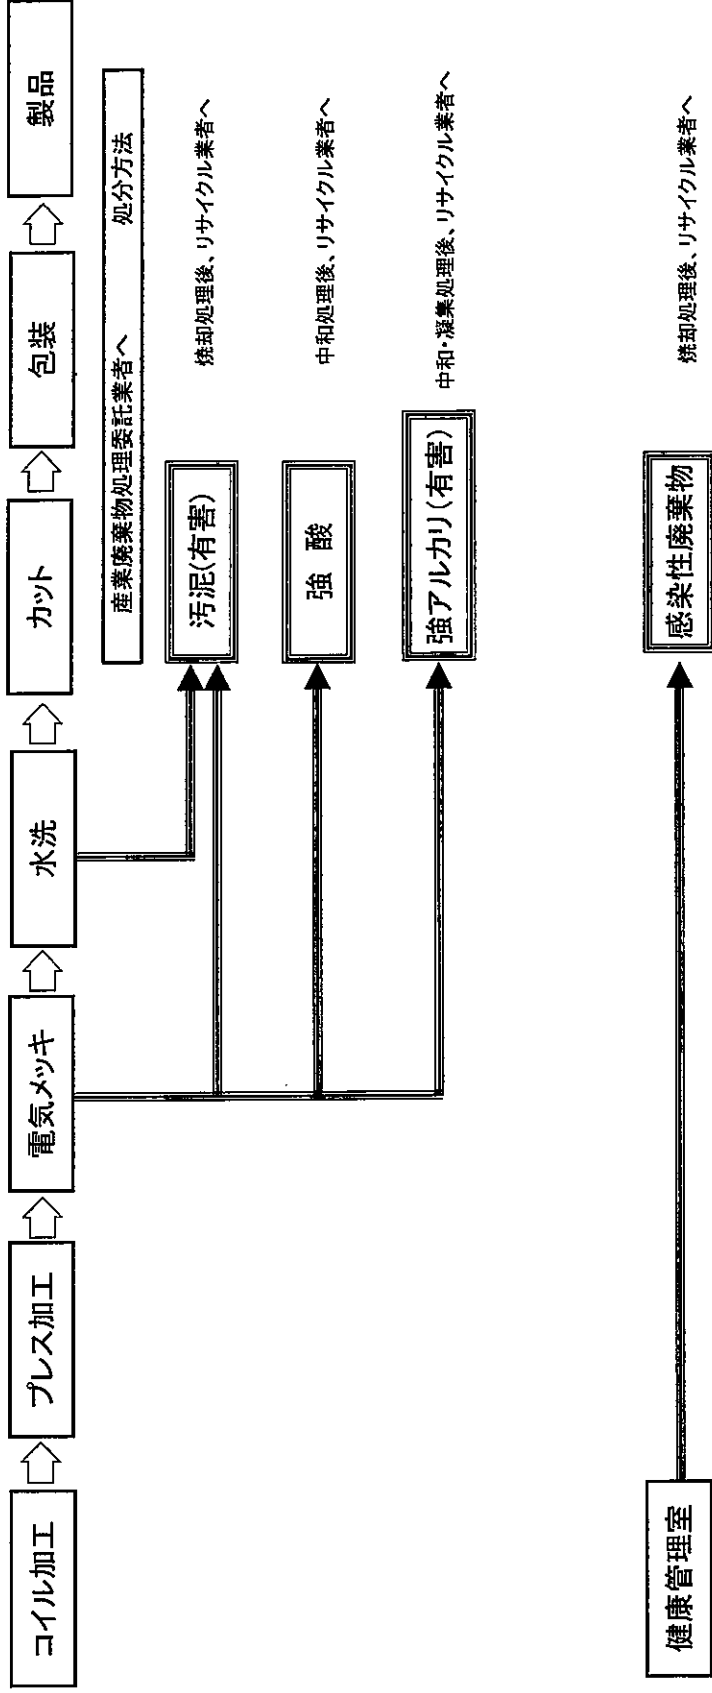 コイル加工
プレス加工
電気メッキ
水洗
カット
包装
製品
産業廃棄物処理委託業者へ 処分方法
汚泥(有害)
焼却処理後、リサイクル業者へ
強 酸
中和処理後、リサイクル業者へ
強アルカリ(有害)
中和・凝集処理後、リサイクル業者へ
健康管理室
感染性廃棄物
焼却処理後、リサイクル業者へ